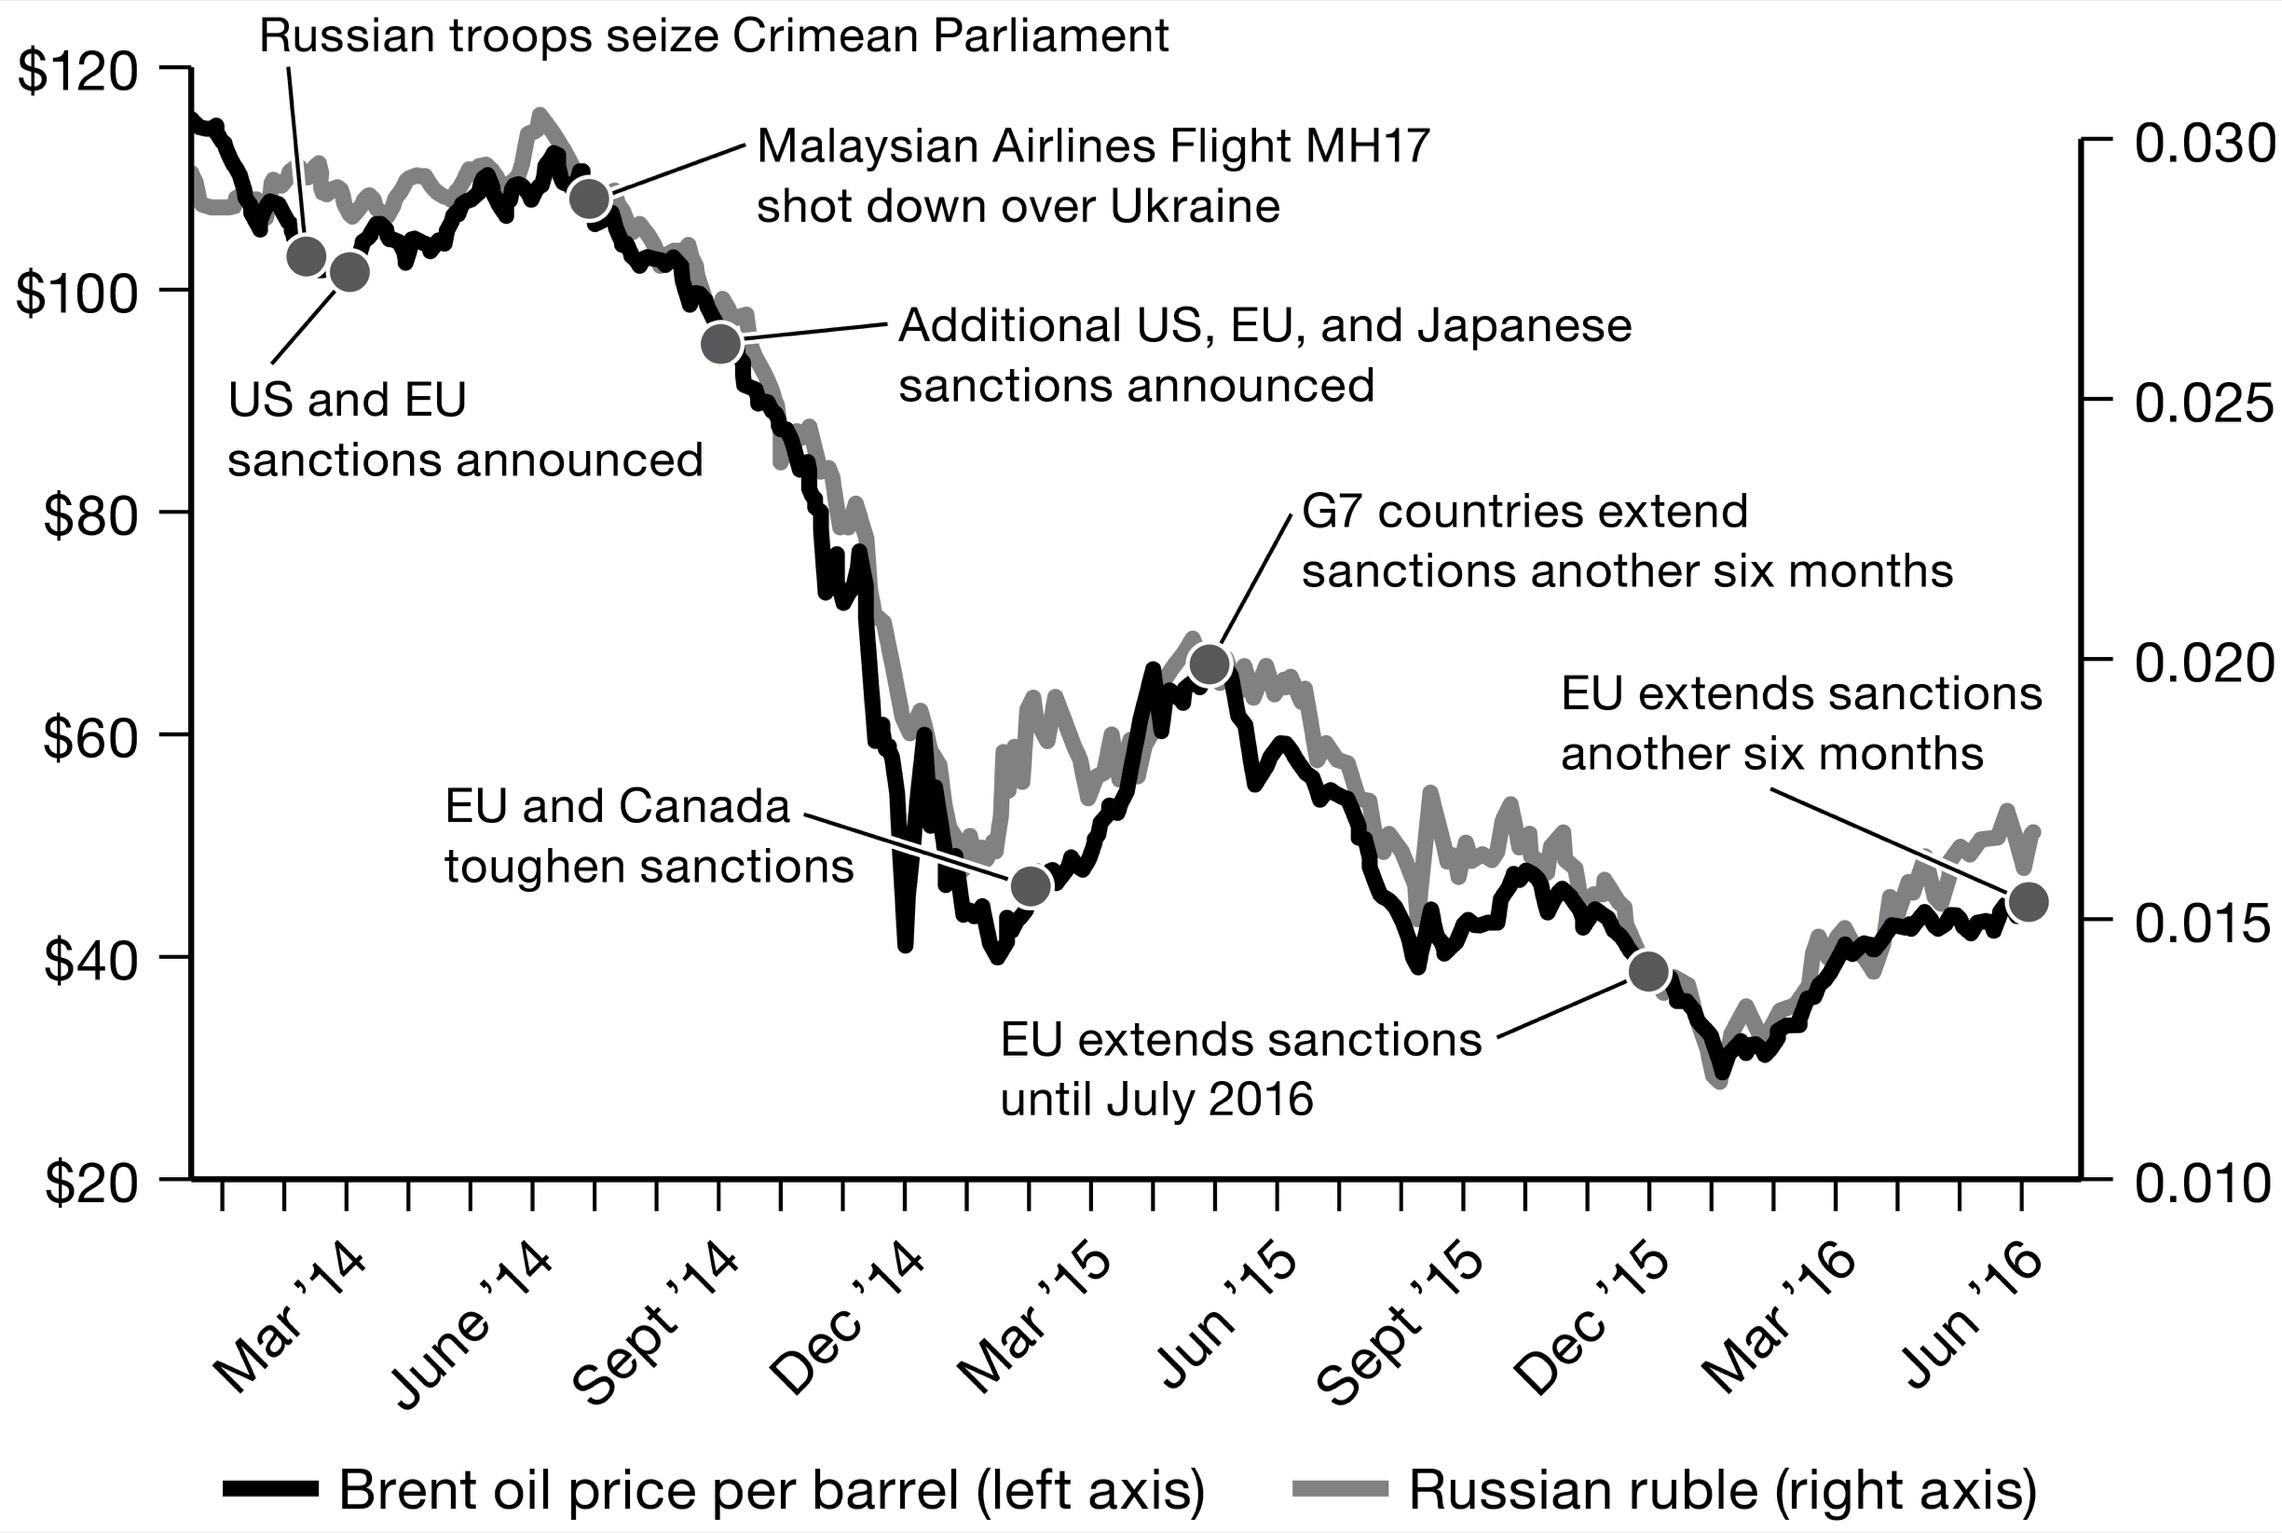 Russian troops seize Crimean Parliament
$120
$100
$80
$60
$40
$20
0.030
0.025
0.020
0.015
0.010
Malaysian Airlines Flight MH17
shot down over Ukraine
Additional US, EU, and Japanese
sanctions announced
US and EU
sanctions announced
G7 countries extend
sanctions another six months
EU extends sanctions
another six months
EU and Canada
toughen sanctions
EU extends sanctions
until July 2016
Mar ’14
June ’14
Sept ’14
Dec ’14
Mar ’15
Jun ’15
Sept ’15
Dec ’15
Mar ’16
Jun ’16
Brent oil price per barrel (left axis)
Russian ruble (right axis)